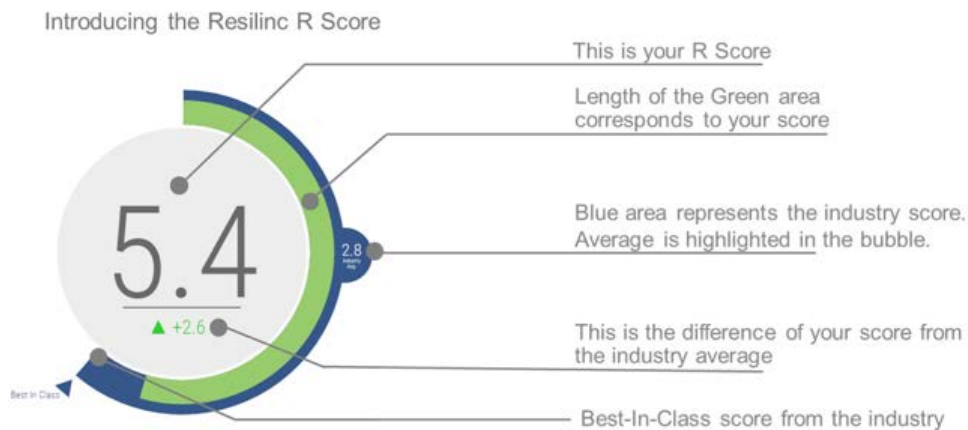 Introducing the Resilinc R Score
This is your R Score
Length of the Green area
corresponds to your score
5.4
▲ +2.6
2.8
Industry
Avg
Blue area represents the industry score.
Average is highlighted in the bubble.
This is the difference of your score from
the industry average
Best In Class
Best-In-Class score from the industry